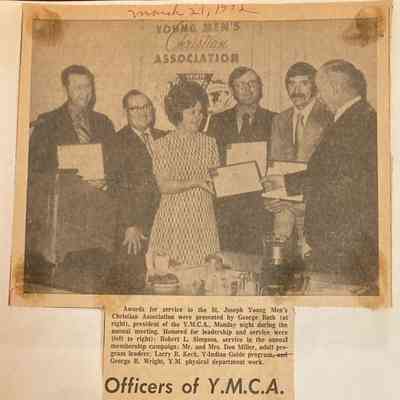 March 21, 1972
YOUNG MEN'S
Christian
ASSOCIATION
Awards for service to the St. Joseph Young Men's
Christian Association were presented by George Rath (at
right), president of the Y.M.C.A., Monday night during the
annual meeting. Honored for leadership and service were
(left to right): Robert L. Simpson, service in the annual
membership campaign; Mr. and Mrs. Don Miller, adult pro-
gram leaders; Larry R. Keck, Y-Indian Guide program, and
George R. Wright, Y.M. physical department work.
Officers of Y.M.C.A.